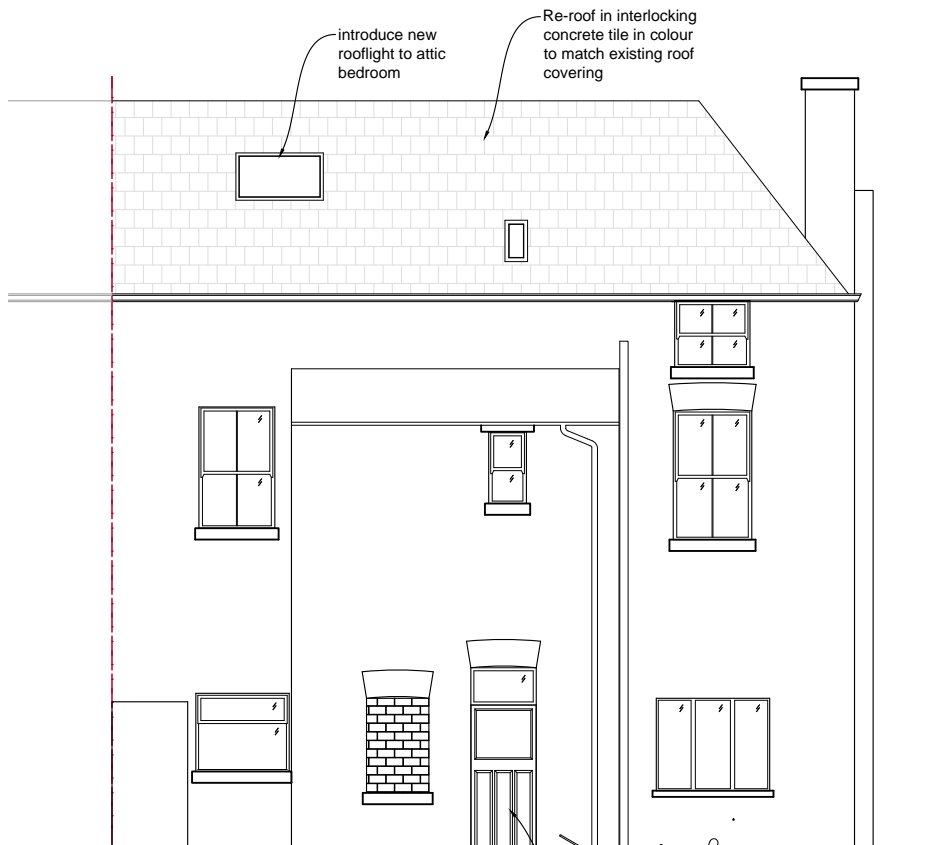 introduce new
rooflight to attic
bedroom
Re-roof in interlocking
concrete tile in colour
to match existing roof
covering